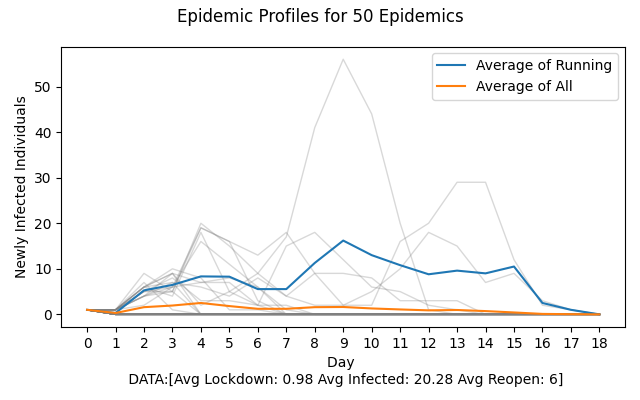 Epidemic Profiles for 50 Epidemics
Average of Running
Average of All
Newly Infected Individuals
50
40
30
20
10
0
0 1 2 3 4 5 6 7 8 9 10 11 12 13 14 15 16 17 18
Day
DATA:[Avg Lockdown: 0.98 Avg Infected: 20.28 Avg Reopen: 6]